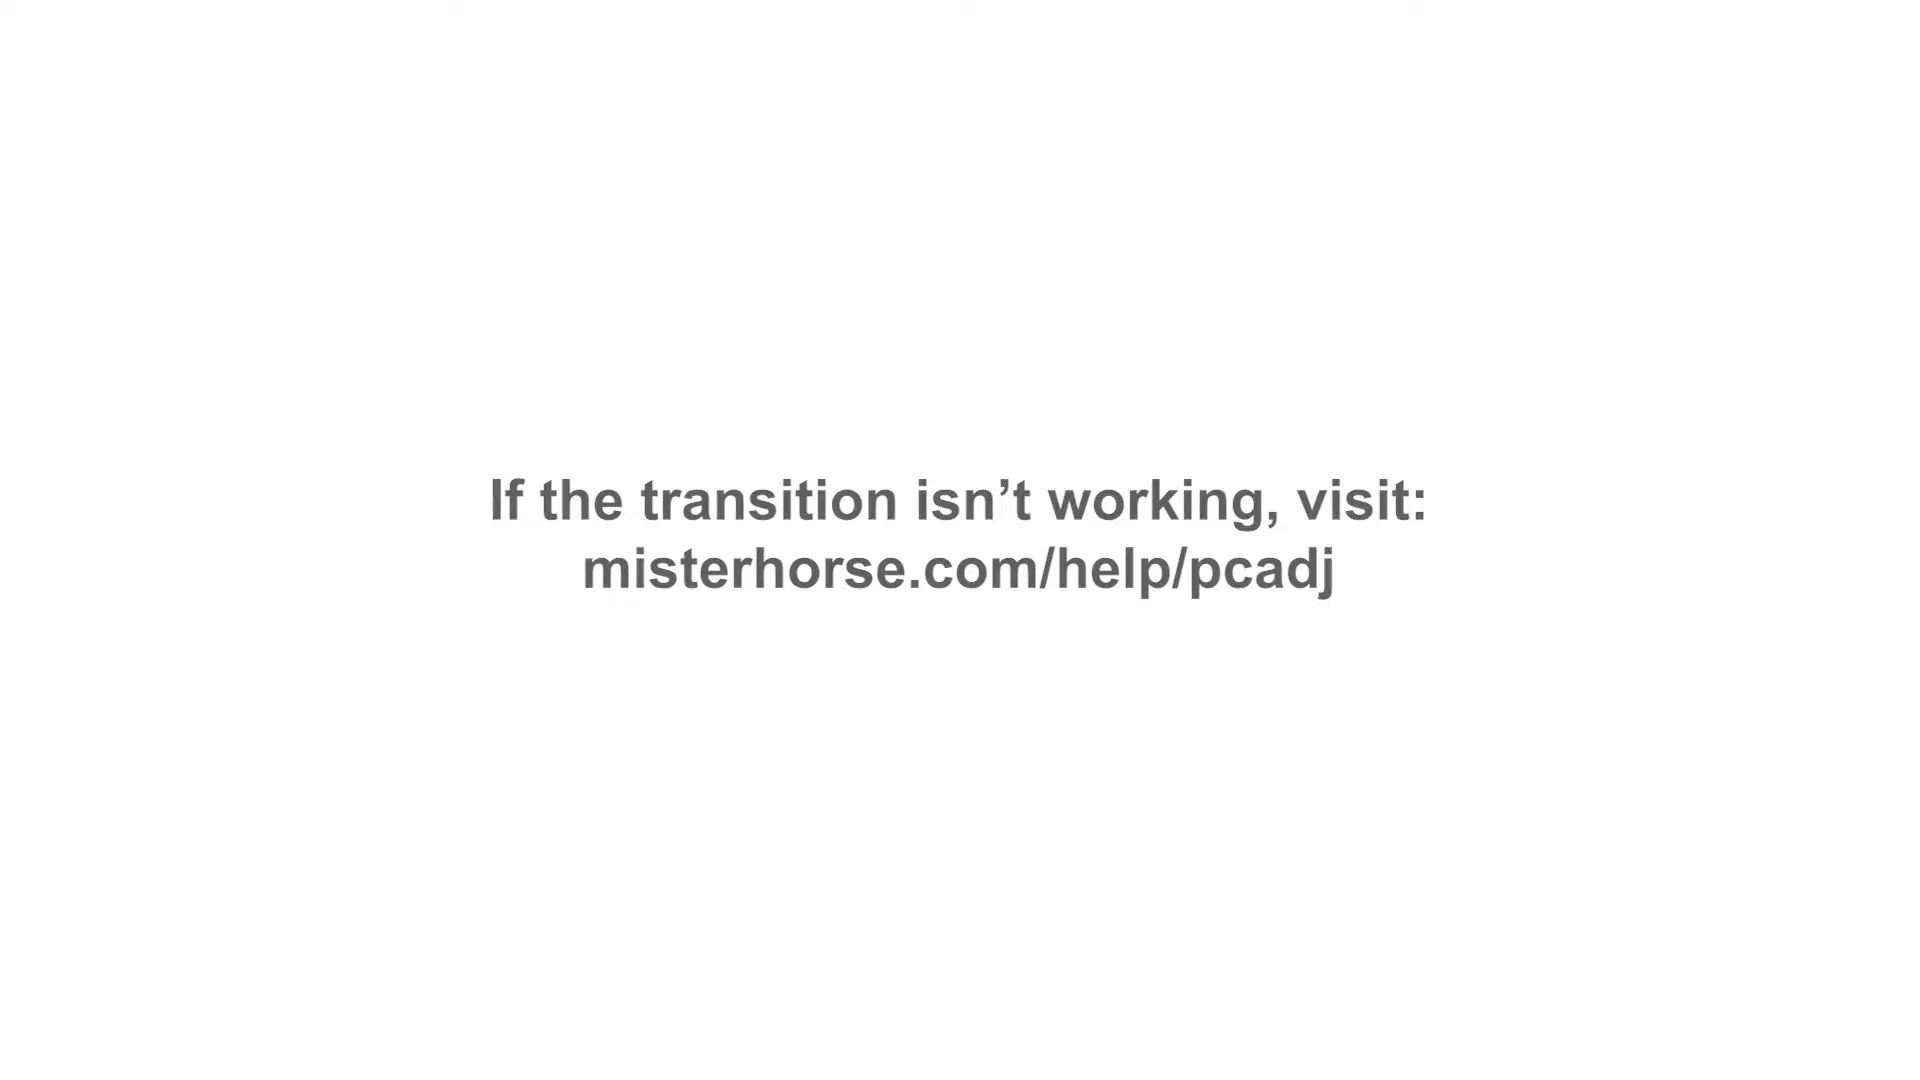 If the transition isn’t working, visit:
misterhorse.com/help/pcadj